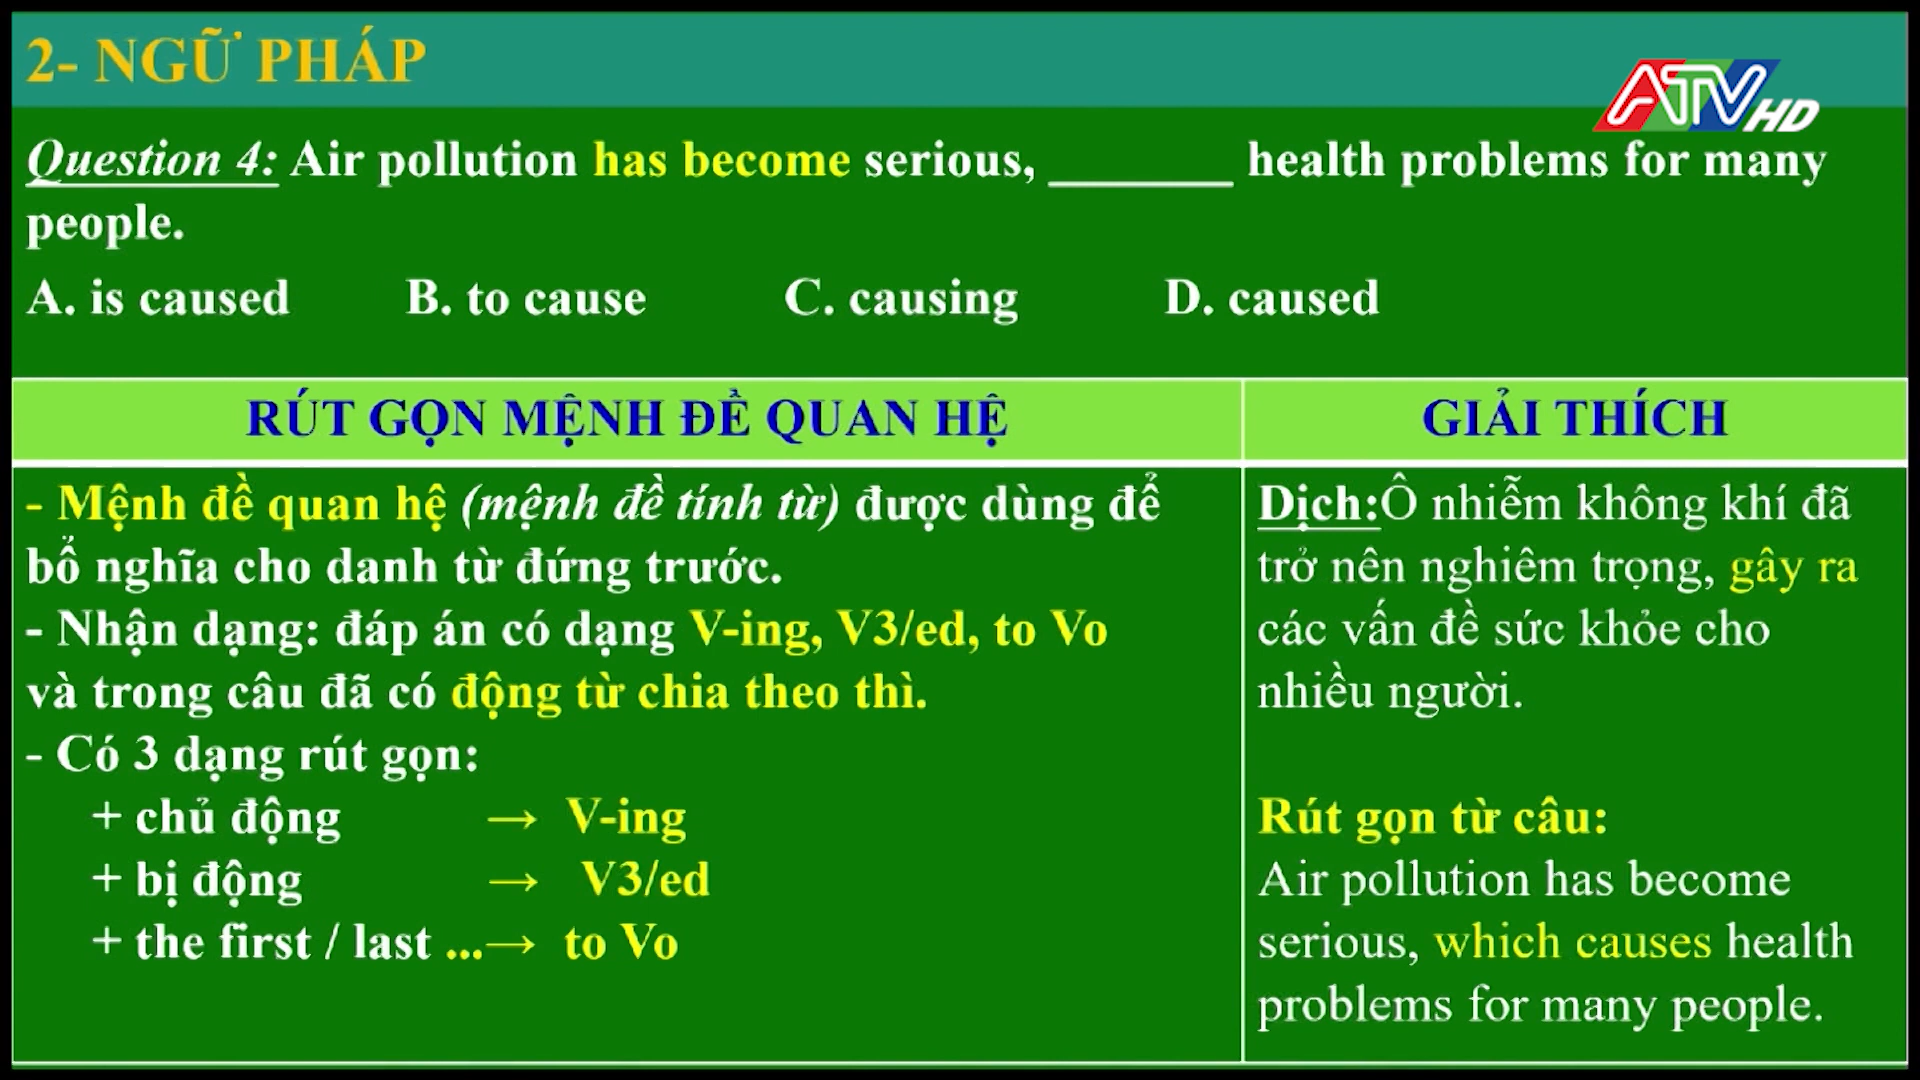 2- NGỮ PHÁP
ATVHD
Question 4: Air pollution has become serious, _______ health problems for many
people.
A. is caused B. to cause C. causing D. caused
RÚT GỌN MỆNH ĐỀ QUAN HỆ
- Mệnh đề quan hệ (mệnh đề tính từ) được dùng để
bổ nghĩa cho danh từ đứng trước.
- Nhận dạng: đáp án có dạng V-ing, V3/ed, to Vo
và trong câu đã có động từ chia theo thì.
- Có 3 dạng rút gọn:
+ chủ động → V-ing
+ bị động → V3/ed
+ the first / last ...→ to Vo
GIẢI THÍCH
Dịch:Ô nhiễm không khí đã
trở nên nghiêm trọng, gây ra
các vấn đề sức khỏe cho
nhiều người.
Rút gọn từ câu:
Air pollution has become
serious, which causes health
problems for many people.